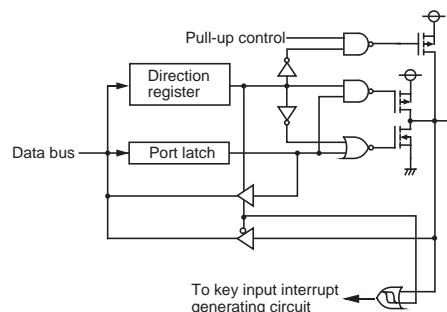 Pull-up control
Direction
register
Data bus
Port latch
To key input interrupt
generating circuit